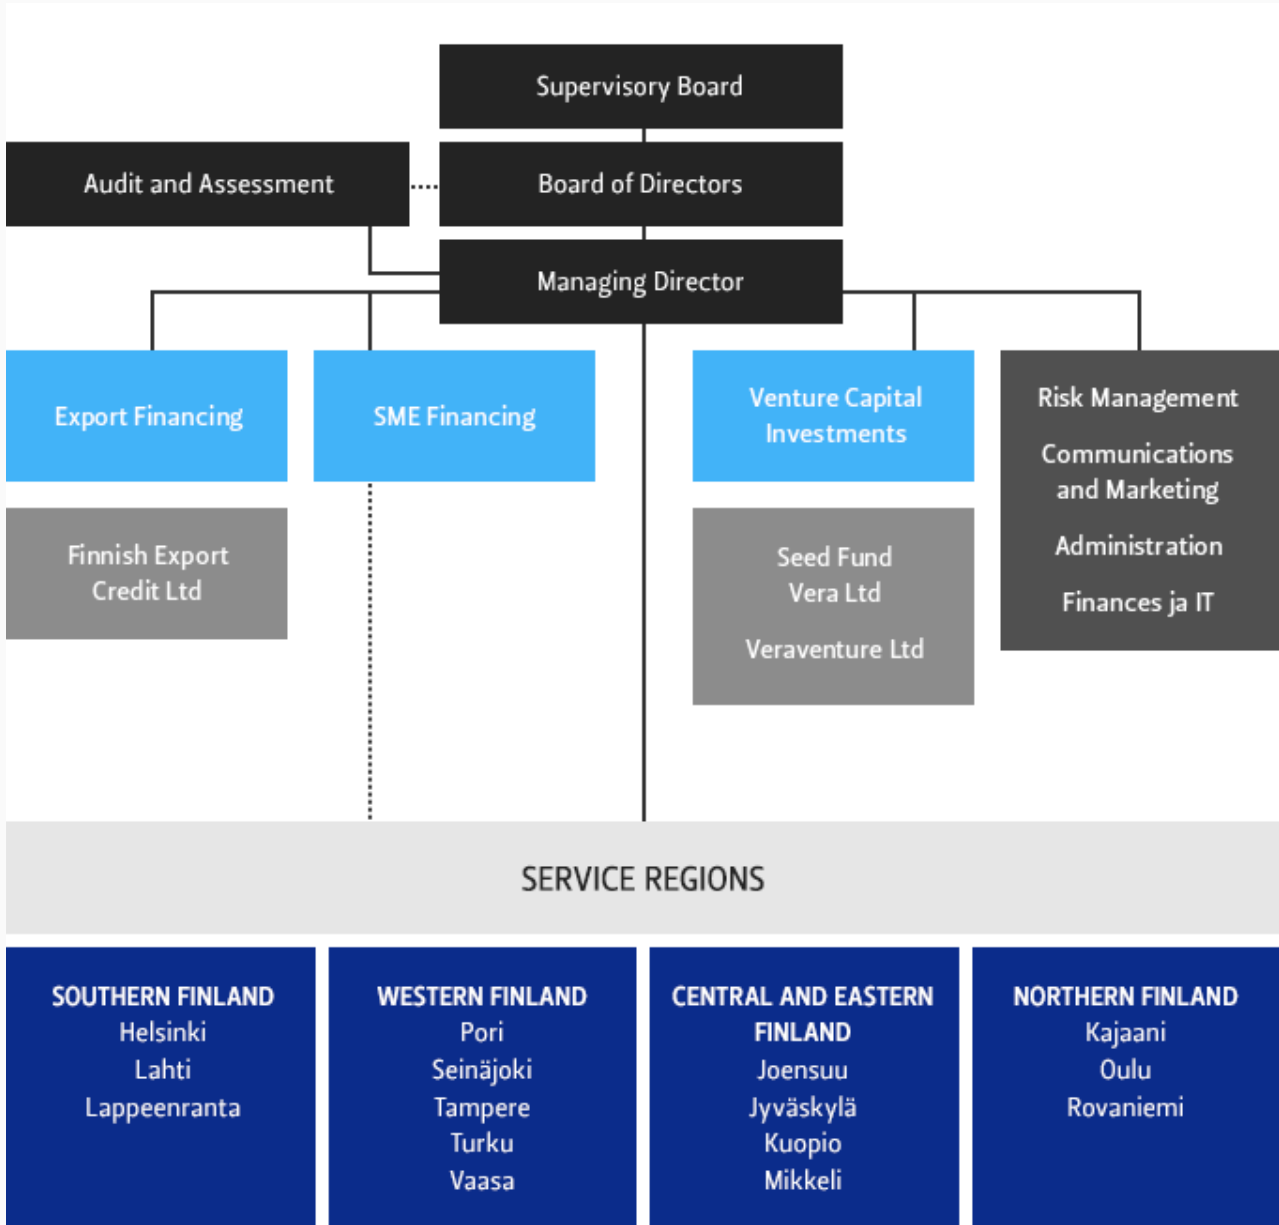 Supervisory Board
Audit and Assessment
Board of Directors
Managing Director
Export Financing
SME Financing
Venture Capital
Investments
Risk Management
Communications
and Marketing
Administration
Finances ja IT
Finnish Export
Credit Ltd
Seed Fund
Vera Ltd
Veraventure Ltd
SERVICE REGIONS
SOUTHERN FINLAND
Helsinki
Lahti
Lappeenranta
WESTERN FINLAND
Pori
Seinäjoki
Tampere
Turku
Vaasa
CENTRAL AND EASTERN
FINLAND
Joensuu
Jyväskylä
Kuopio
Mikkeli
NORTHERN FINLAND
Kajaani
Oulu
Rovaniemi